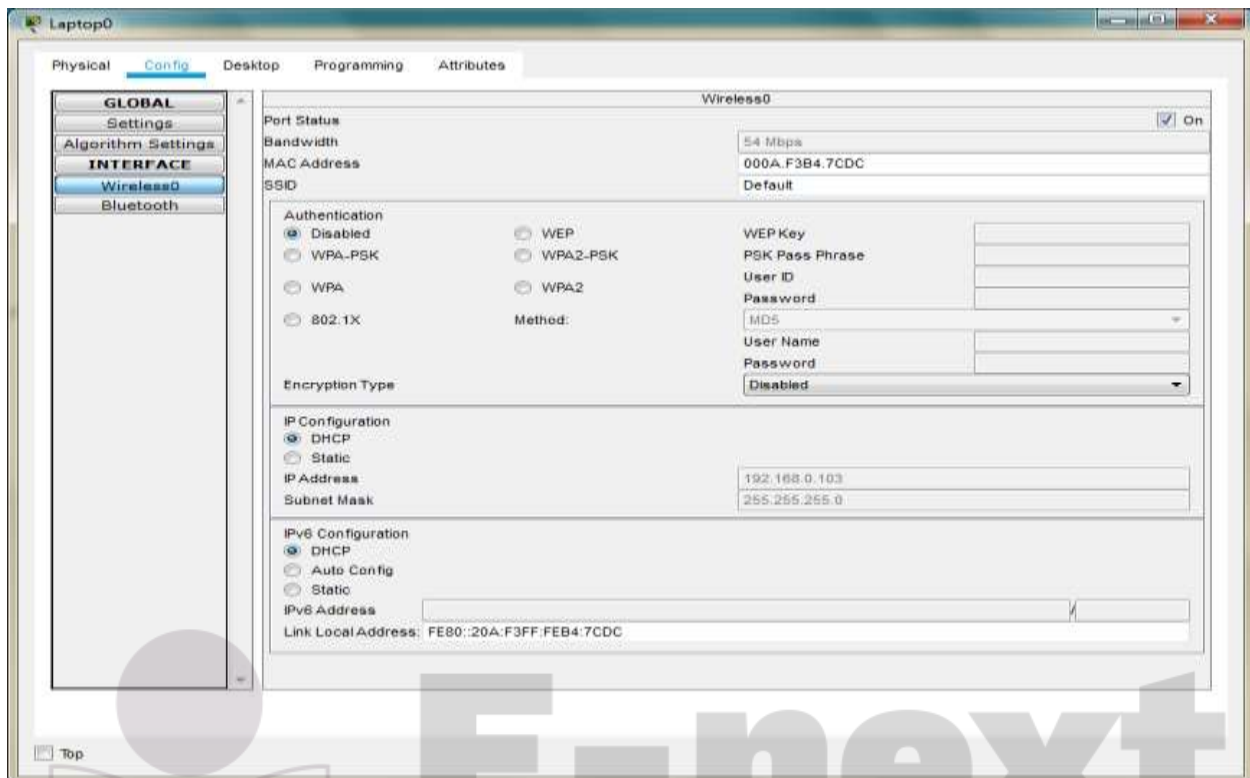 Laptop0
Physical Config Desktop Programming Attributes
GLOBAL
Settings
Algorithm Settings
INTERFACE
Wireless0
Bluetooth
Wireless0
Port Status On
Bandwidth 54 Mbps
MAC Address 000A.F3B4.7CDC
SSID Default
Authentication
Disabled WEP WEP Key
WPA-PSK WPA2-PSK PSK Pass Phrase
User ID
WPA WPA2
Password
802.1X Method: MD5
User Name
Password
Encryption Type Disabled
IP Configuration
DHCP
Static
IP Address 192.168.0.103
Subnet Mask 255.255.255.0
IPv6 Configuration
DHCP
Auto Config
Static
IPv6 Address /
Link Local Address: FE80::20A:F3FF:FEB4:7CDC
Top
E-next